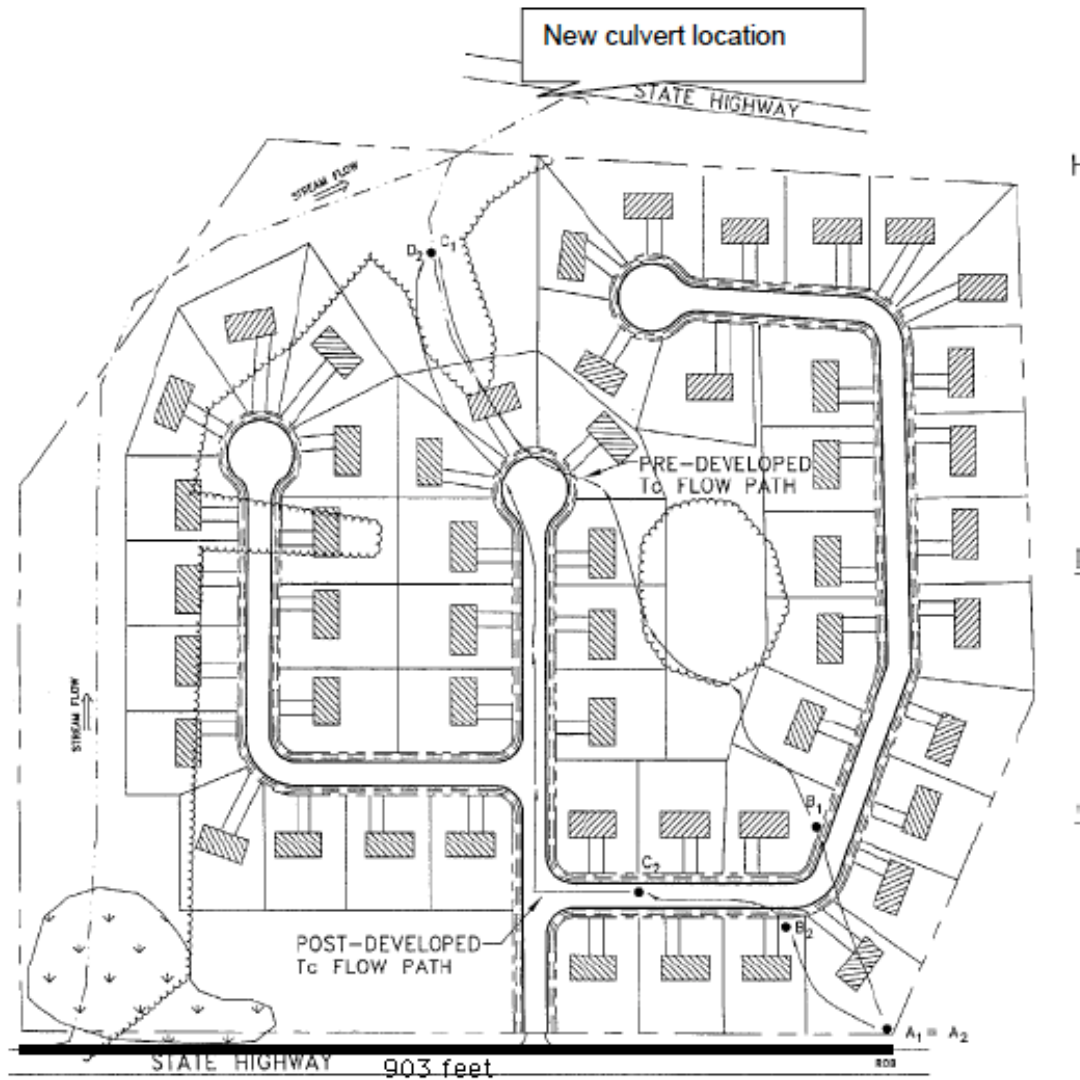 New culvert location
STATE HIGHWAY
H
STREAM FLOW
D₂
C₁
PRE-DEVELOPED
Tc FLOW PATH
STREAM FLOW
B₁
C₂
B₂
POST-DEVELOPED
Tc FLOW PATH
A₁ = A₂
STATE HIGHWAY
903 feet